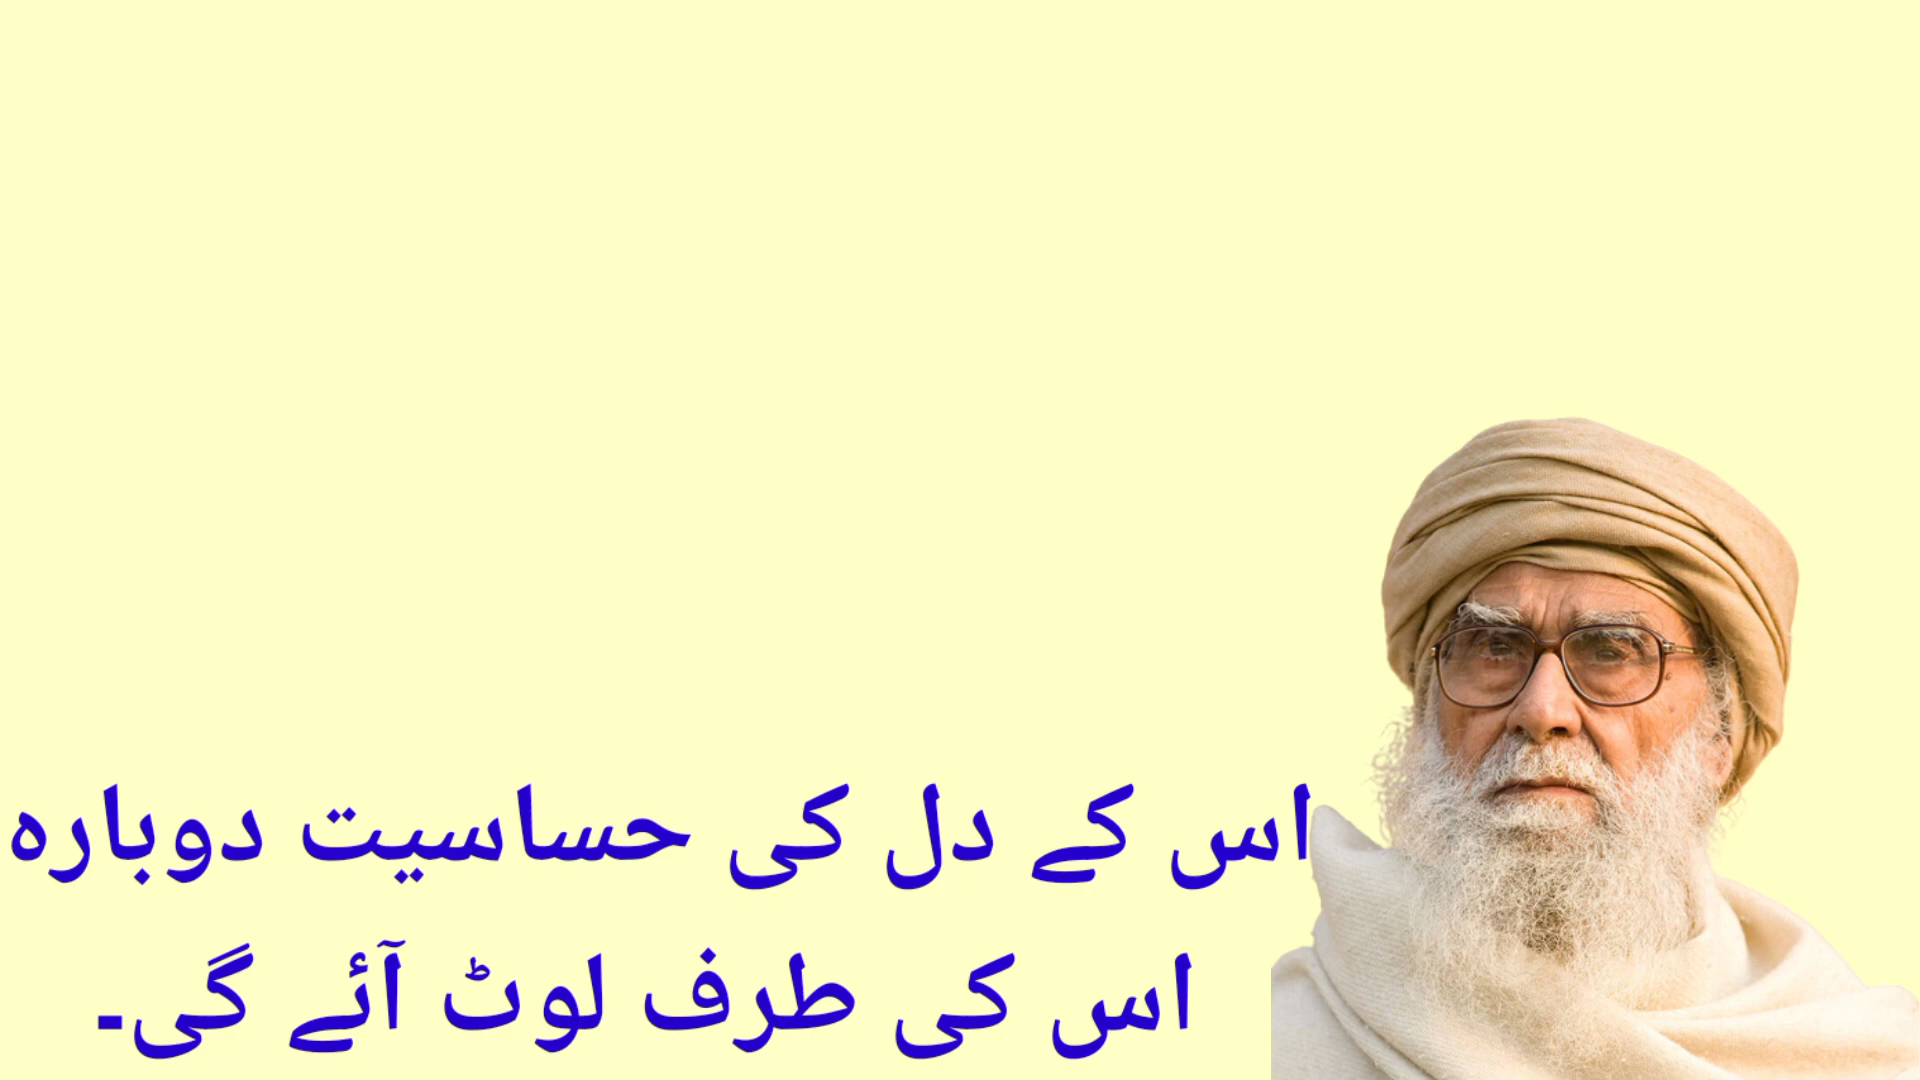 اس کے دل کی حساسیت دوبارہ
اس کی طرف لوٹ آئے گی۔